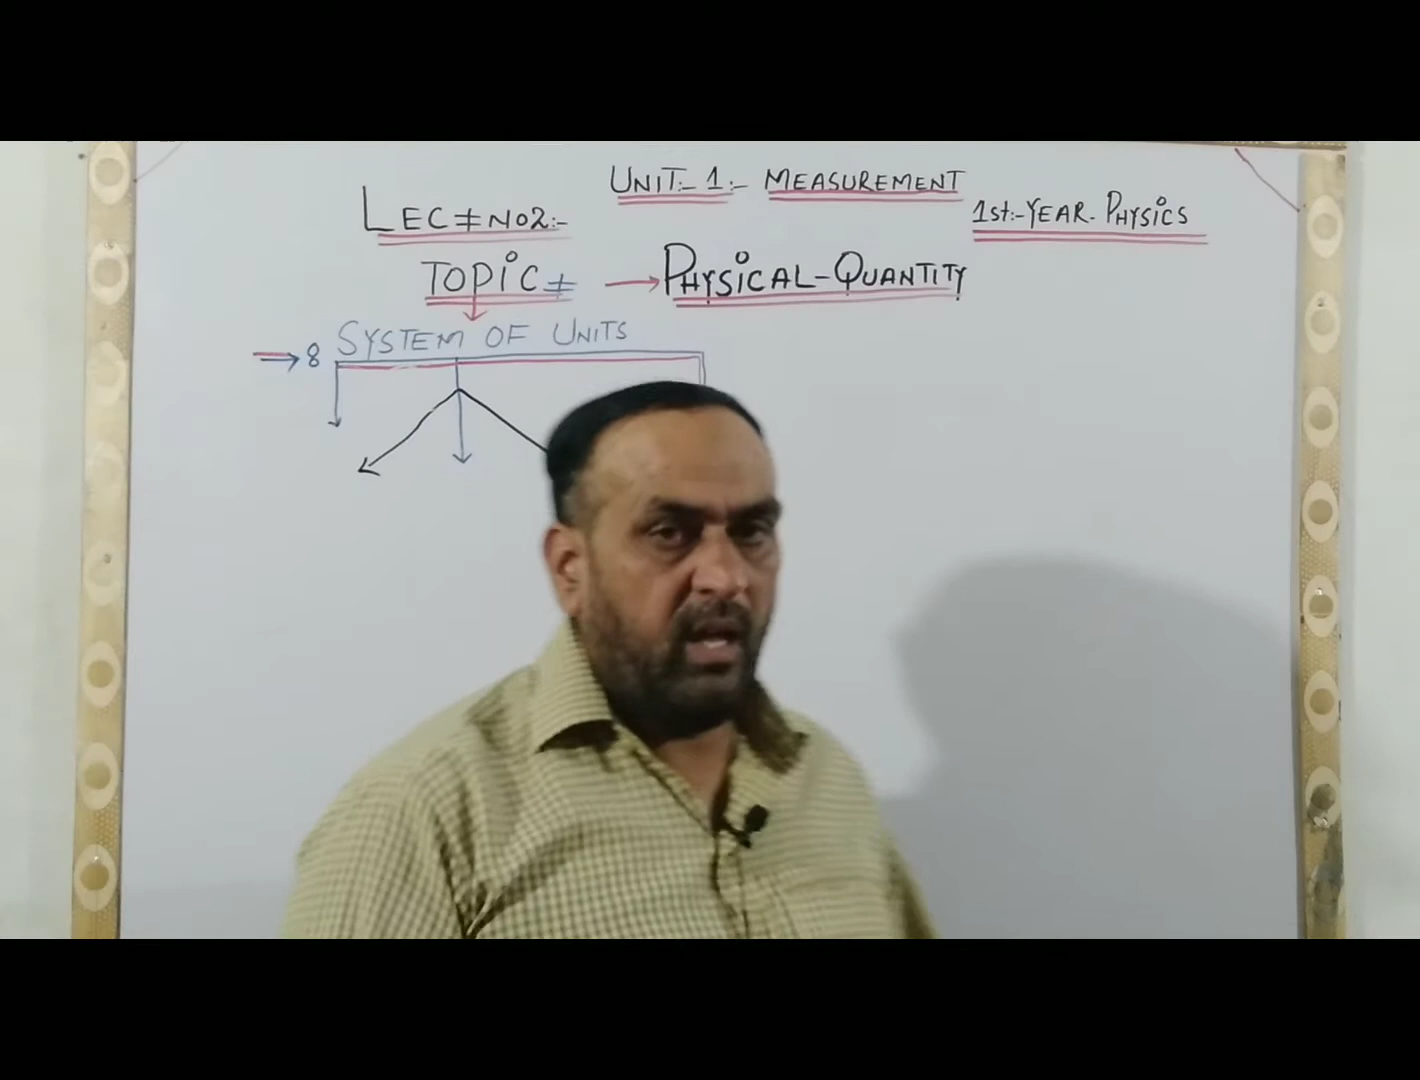 UNIT:- 1:- MEASUREMENT
LEC ≠ NO2:-
1st:-YEAR. PHYSICS
TOPIC ≠ → PHYSICAL-QUANTITY
→ 8 SYSTEM OF UNITS